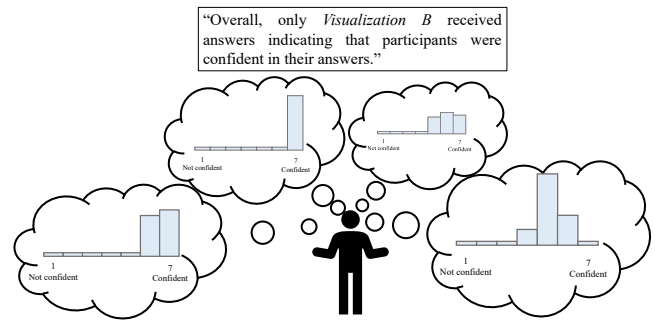 “Overall, only Visualization B received
answers indicating that participants were
confident in their answers.”
1 7
Not confident Confident
1 7
Not confident Confident
1 7
Not confident Confident
1 7
Not confident Confident